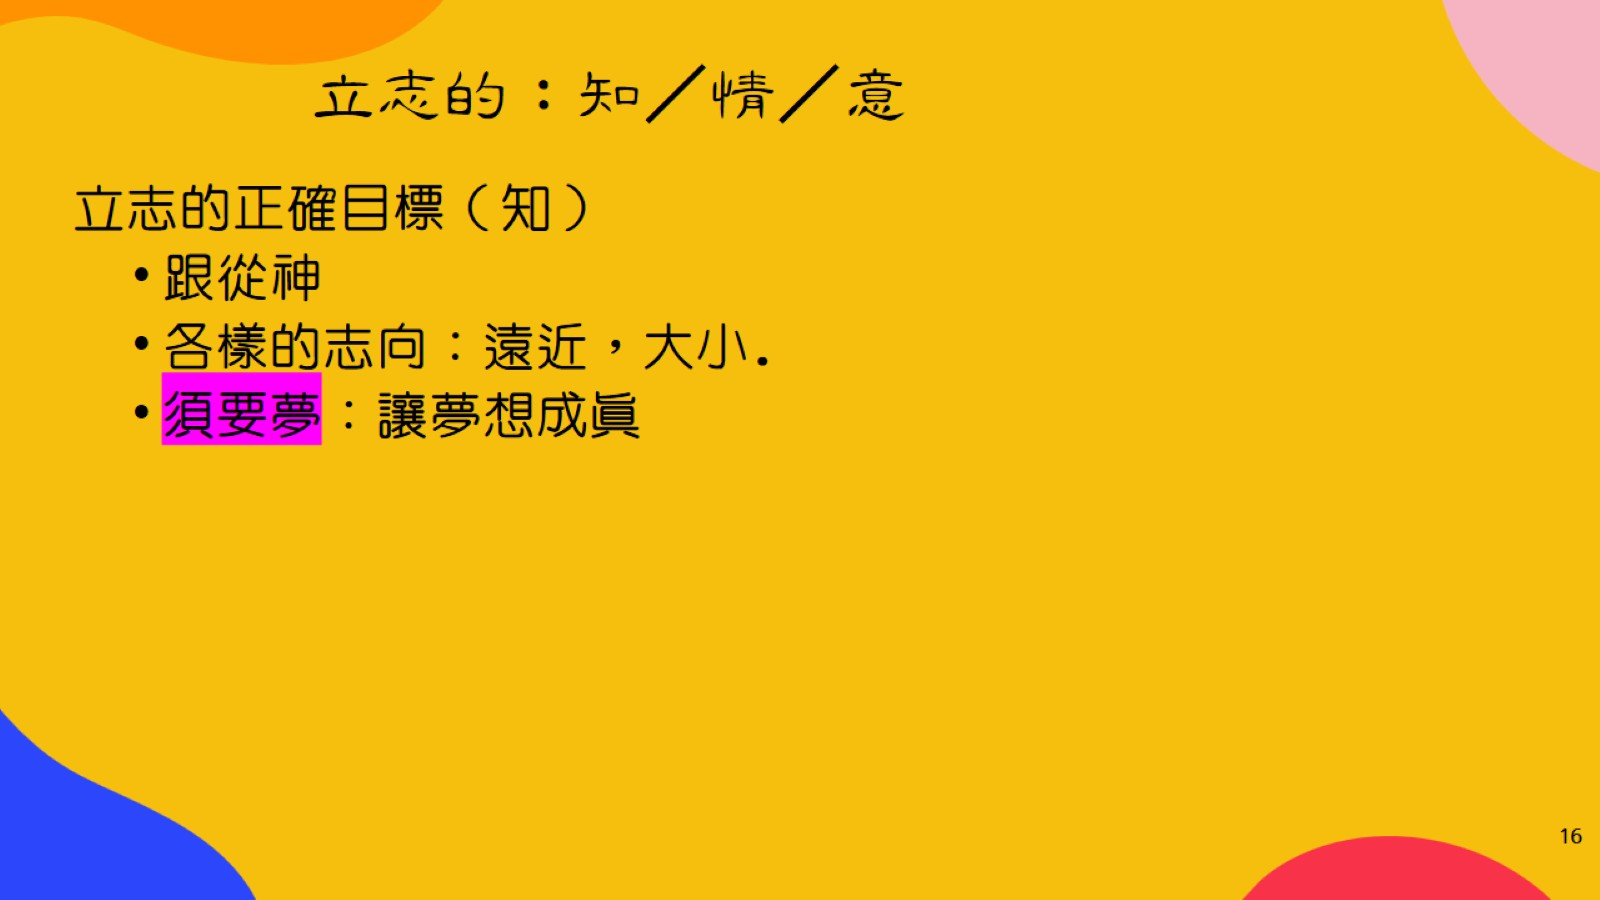 立志的：知／情／意
立志的正確目標（知）
•跟從神
•各樣的志向：遠近，大小.
•須要夢：讓夢想成眞
16